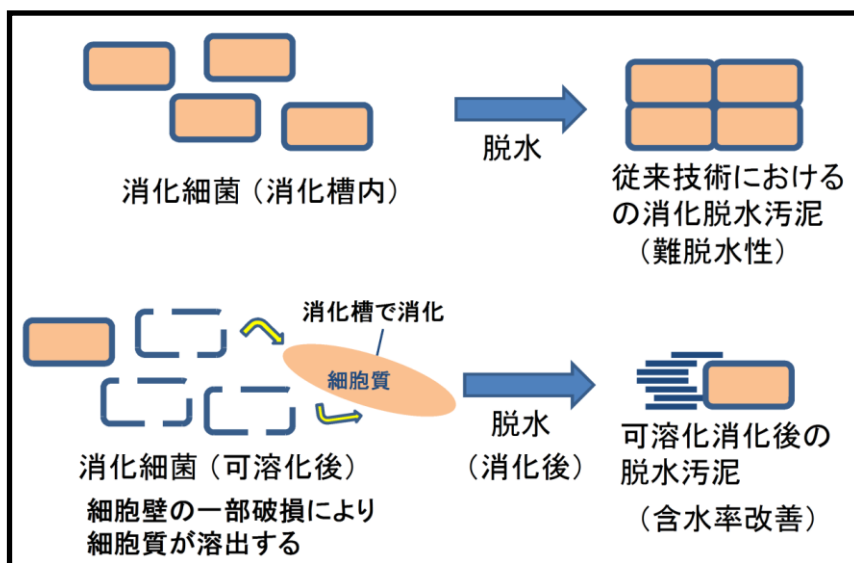 消化細菌（消化槽内）
脱水
従来技術における
の消化脱水汚泥
（難脱水性）
消化槽で消化
細胞質
消化細菌（可溶化後）
細胞壁の一部破損により
細胞質が溶出する
脱水
（消化後）
可溶化消化後の
脱水汚泥
（含水率改善）